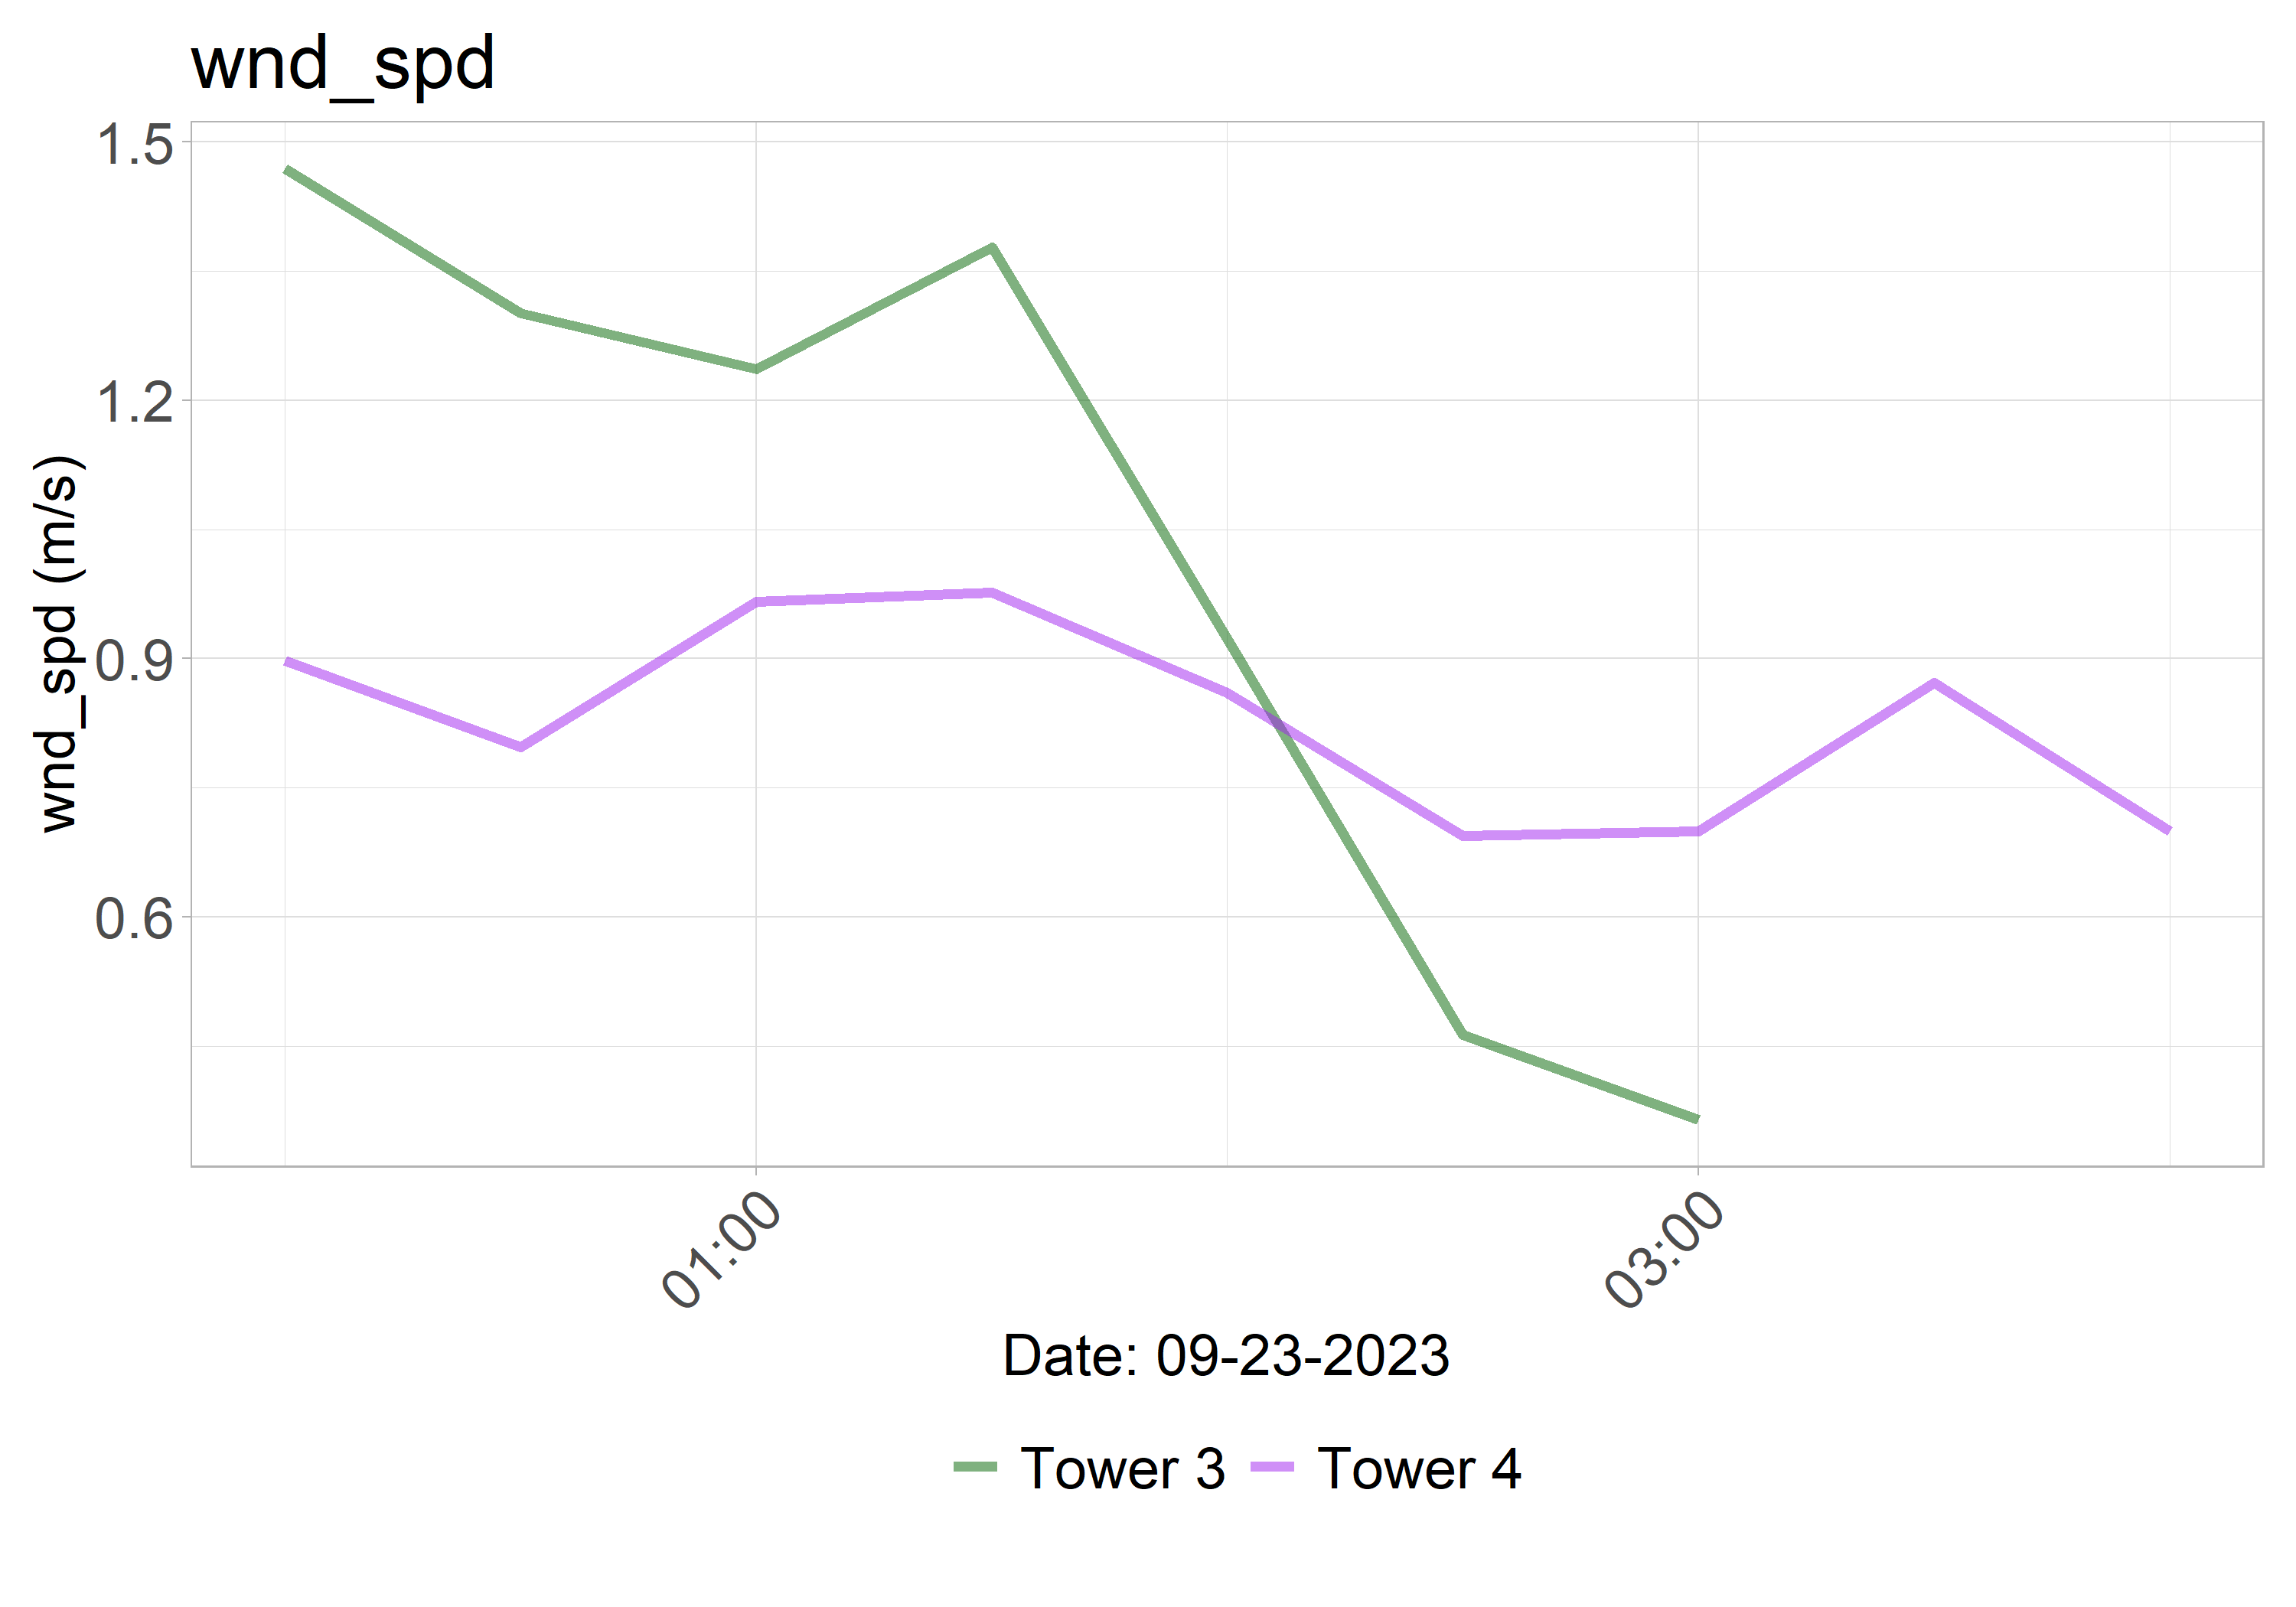 wnd_spd
1.5
1.2
0.9
0.6
wnd_spd (m/s)
01:00
03:00
Date: 09-23-2023
Tower 3
Tower 4